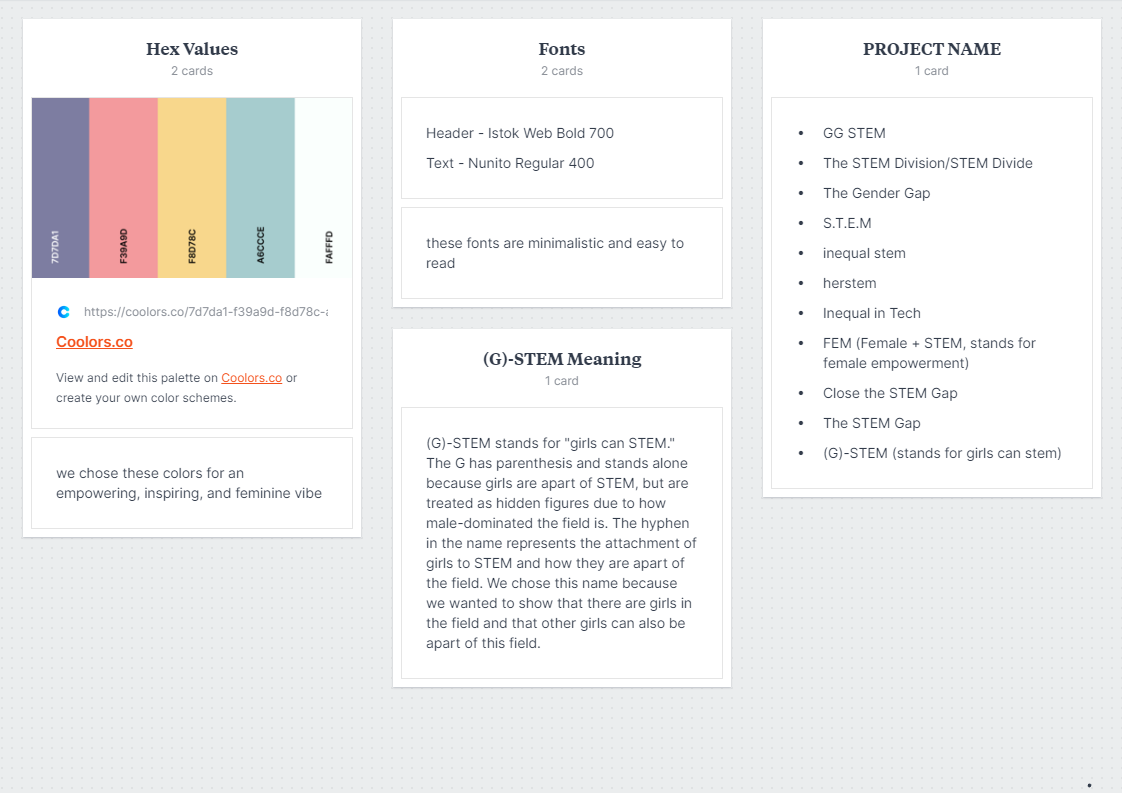 Hex Values
2 cards
7D7DA1
F39A9D
F8D78C
A6CCCE
FAFFFD
https://coolors.co/7d7da1-f39a9d-f8d78c-a
Coolors.co
View and edit this palette on Coolors.co or
create your own color schemes.
we chose these colors for an
empowering, inspiring, and feminine vibe
Fonts
2 cards
Header - Istok Web Bold 700
Text - Nunito Regular 400
these fonts are minimalistic and easy to
read
(G)-STEM Meaning
1 card
(G)-STEM stands for "girls can STEM."
The G has parenthesis and stands alone
because girls are apart of STEM, but are
treated as hidden figures due to how
male-dominated the field is. The hyphen
in the name represents the attachment of
girls to STEM and how they are apart of
the field. We chose this name because
we wanted to show that there are girls in
the field and that other girls can also be
apart of this field.
PROJECT NAME
1 card
• GG STEM
• The STEM Division/STEM Divide
• The Gender Gap
• S.T.E.M
• inequal stem
• herstem
• Inequal in Tech
• FEM (Female + STEM, stands for
female empowerment)
• Close the STEM Gap
• The STEM Gap
• (G)-STEM (stands for girls can stem)